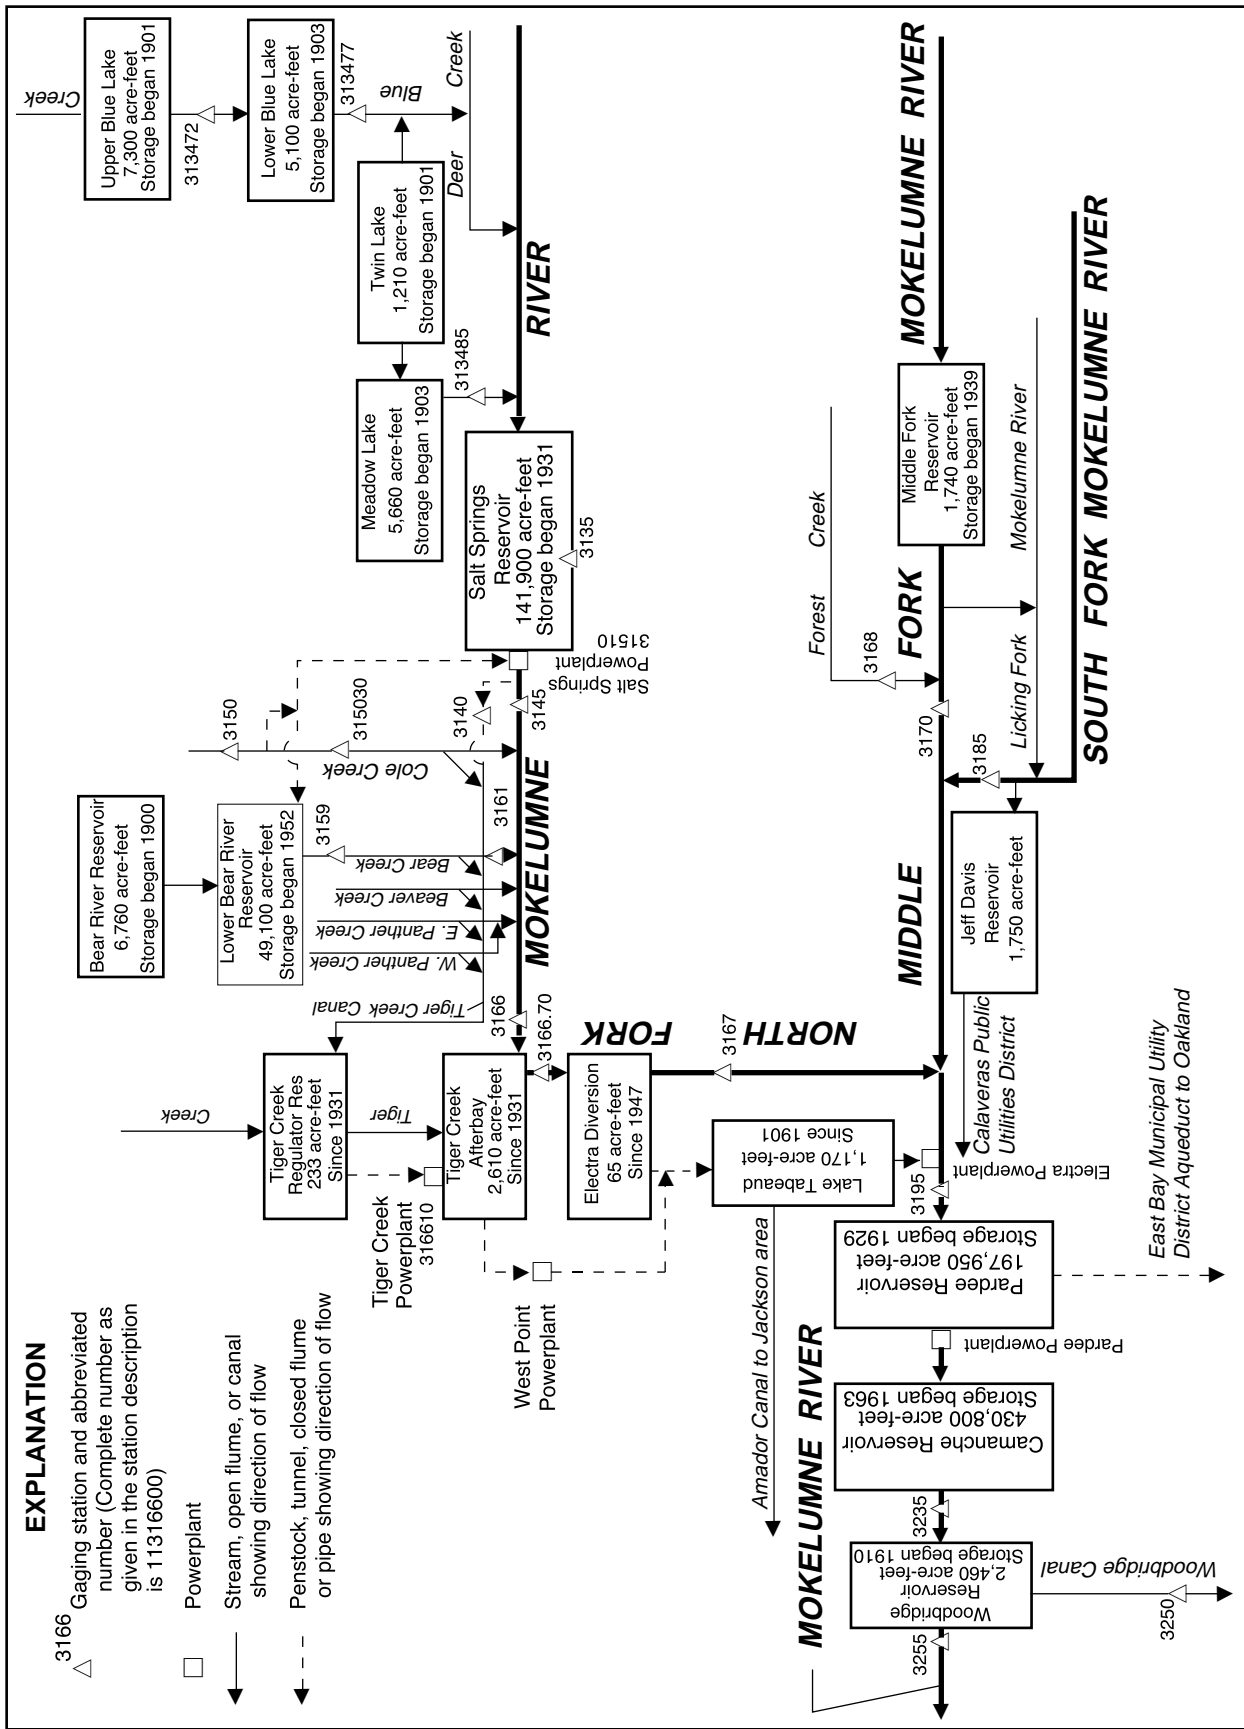 EXPLANATION
3166
Gaging station and abbreviated
number (Complete number as
given in the station description
is 11316600)
Powerplant
Stream, open flume, or canal
showing direction of flow
Penstock, tunnel, closed flume
or pipe showing direction of flow
Creek
Upper Blue Lake
7,300 acre-feet
Storage began 1901
313472
Lower Blue Lake
5,100 acre-feet
Storage began 1903
313477
Blue
Deer
Creek
Twin Lake
1,210 acre-feet
Storage began 1901
Meadow Lake
5,660 acre-feet
Storage began 1903
313485
RIVER
Salt Springs
Reservoir
141,900 acre-feet
Storage began 1931
3135
Salt Springs
Powerplant
31510
3150
315030
3140
3145
Cole Creek
Bear River Reservoir
6,760 acre-feet
Storage began 1900
Lower Bear River
Reservoir
49,100 acre-feet
Storage began 1952
3159
3161
Bear Creek
Beaver Creek
E. Panther Creek
W. Panther Creek
Tiger Creek
Canal
MOKELUMNE
3166
3166.70
Creek
Tiger Creek
Regulator Res
233 acre-feet
Since 1931
Tiger
Tiger Creek
Powerplant
316610
Tiger Creek
Afterbay
2,610 acre-feet
Since 1931
West Point
Powerplant
Electra Diversion
65 acre-feet
Since 1947
FORK
3167
NORTH
Lake Tabeaud
1,170 acre-feet
Since 1901
Amador Canal to Jackson area
Electra Powerplant
3195
MOKELUMNE RIVER
Middle Fork
Reservoir
1,740 acre-feet
Storage began 1939
Forest
Creek
3168
FORK
3170
Licking Fork
Mokelumne River
SOUTH FORK MOKELUMNE RIVER
3185
MIDDLE
Jeff Davis
Reservoir
1,750 acre-feet
Calaveras Public
Utilities District
Pardee Reservoir
197,950 acre-feet
Storage began 1929
East Bay Municipal Utility
District Aqueduct to Oakland
Pardee Powerplant
Camanche Reservoir
430,800 acre-feet
Storage began 1963
MOKELUMNE RIVER
3235
Woodbridge
Reservoir
2,460 acre-feet
Storage began 1910
Woodbridge Canal
3250
3255